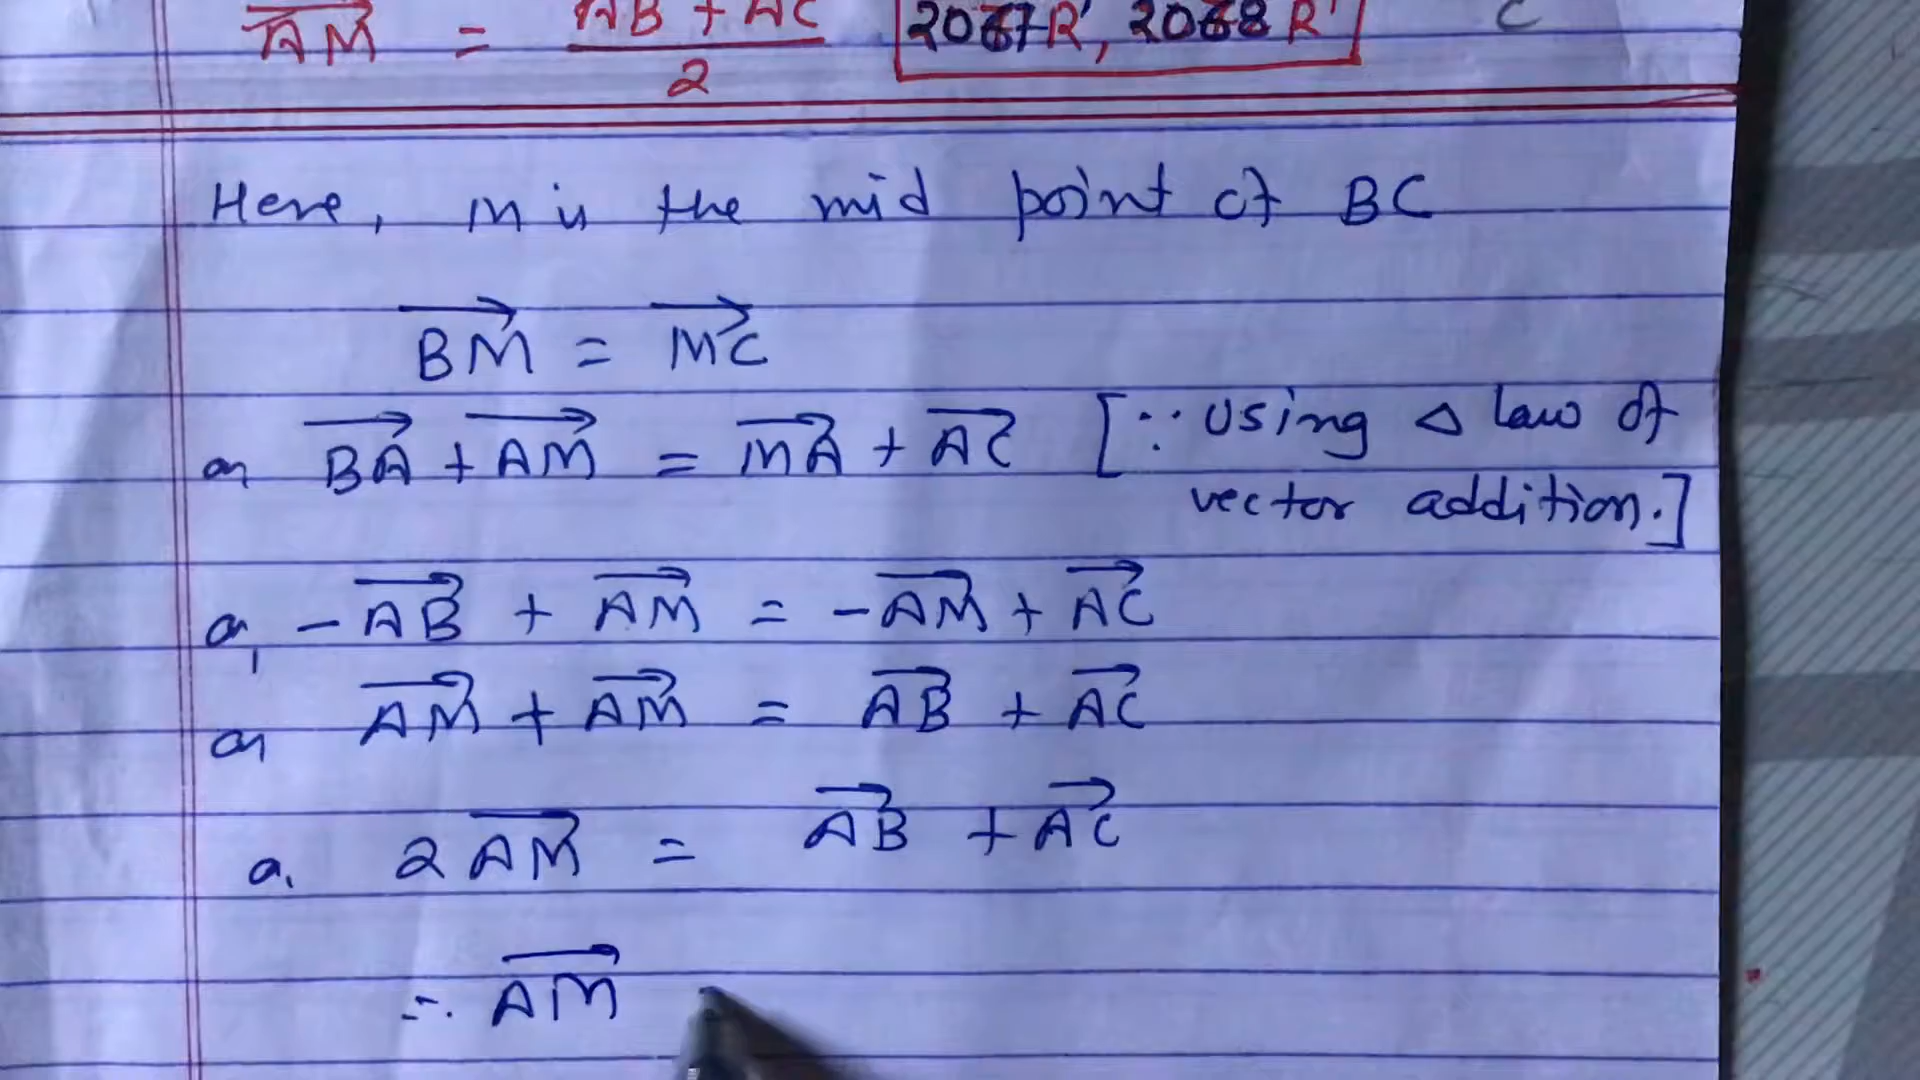 AM = AB + AC / 2 2067 R', 2068 R' C
Here, M is the mid point of BC
BM = MC
or BA + AM = MA + AC [∵ Using Δ law of
vector addition.]
or, - AB + AM = - AM + AC
or AM + AM = AB + AC
or, 2 AM = AB + AC
∴ AM